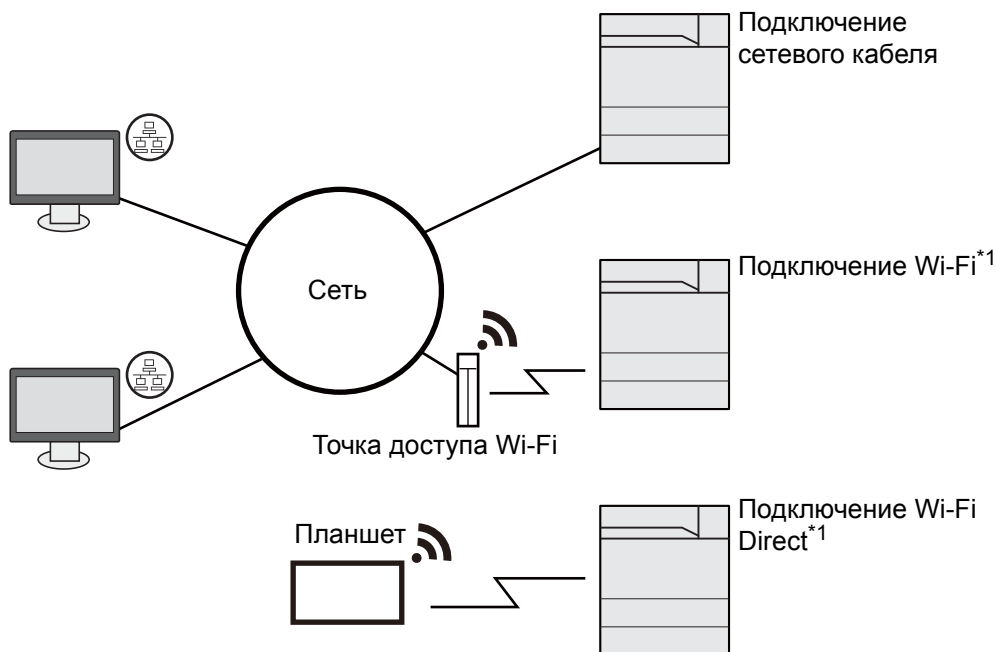 Подключение
сетевого кабеля
Сеть
Подключение Wi-Fi*1
Точка доступа Wi-Fi
Планшет
Подключение Wi-Fi
Direct*1